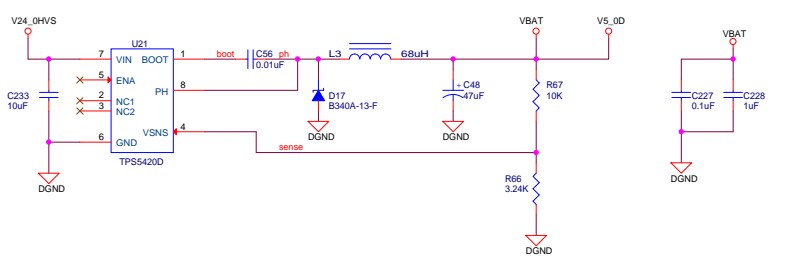 V24_0HVS
VBAT
V5_0D
VBAT
U21
7
VIN
BOOT
1
boot
C56
ph
0.01uF
L3
68uH
5
ENA
PH
8
C233
10uF
2
NC1
3
NC2
D17
B340A-13-F
+
C48
47uF
R67
10K
C227
0.1uF
C228
1uF
VSNS
4
6
GND
sense
TPS5420D
DGND
DGND
DGND
DGND
R66
3.24K
DGND